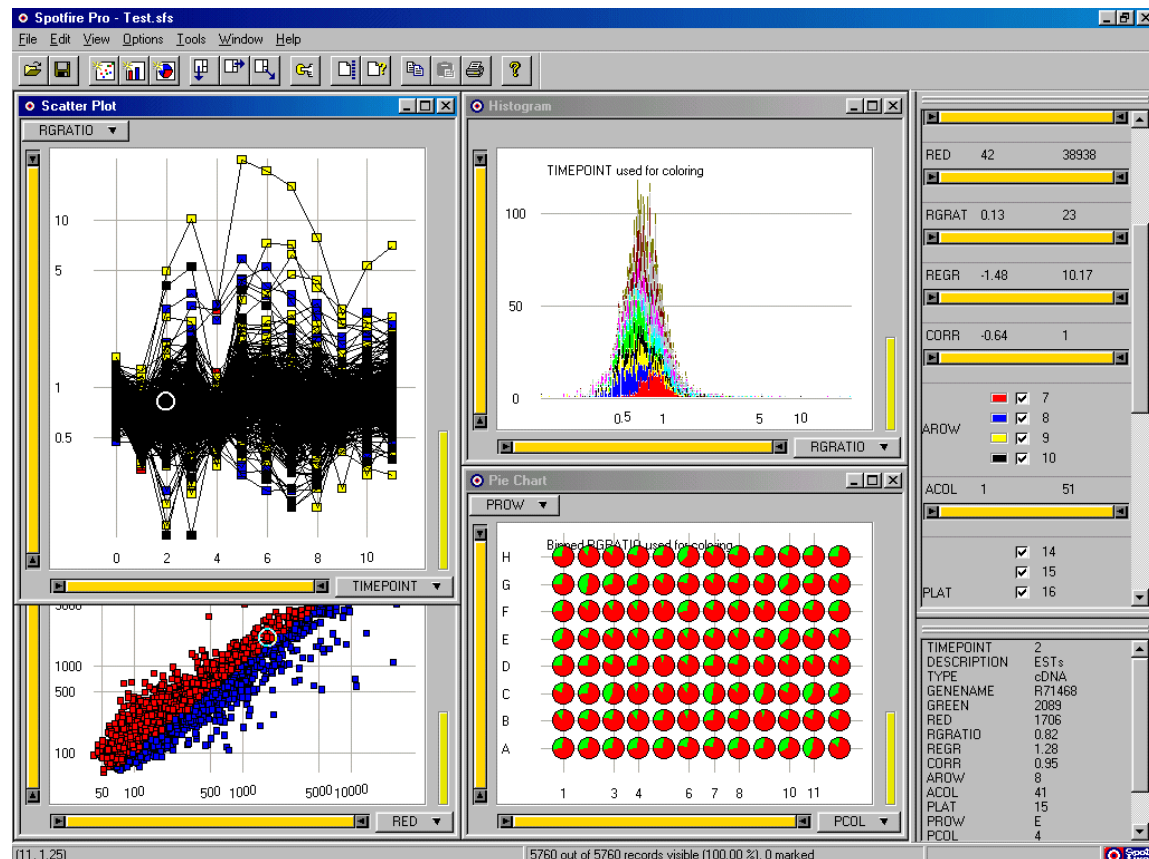 Spotfire Pro - Test.sfs
File Edit View Options Tools Window Help
Scatter Plot
RGRATIO
10
5
1
0.5
0 2 4 6 8 10
TIMEPOINT
1000
500
100
50 100 500 1000 5000 10000
RED
Histogram
TIMEPOINT used for coloring
100
50
0
0.5 1 5 10
RGRATIO
Pie Chart
PROW
Binned RGRATIO used for coloring
H
G
F
E
D
C
B
A
1 3 4 6 7 8 10 11
PCOL
RED 42 38938
RGRAT 0.13 23
REGR -1.48 10.17
CORR -0.64 1
7
8
AROW
9
10
ACOL 1 51
14
15
PLAT 16
TIMEPOINT 2
DESCRIPTION ESTs
TYPE cDNA
GENENAME R71468
GREEN 2089
RED 1706
RGRATIO 0.82
REGR 1.28
CORR 0.95
AROW 8
ACOL 41
PLAT 15
PROW E
PCOL 4
(11, 1.25)
5760 out of 5760 records visible (100.00 %), 0 marked